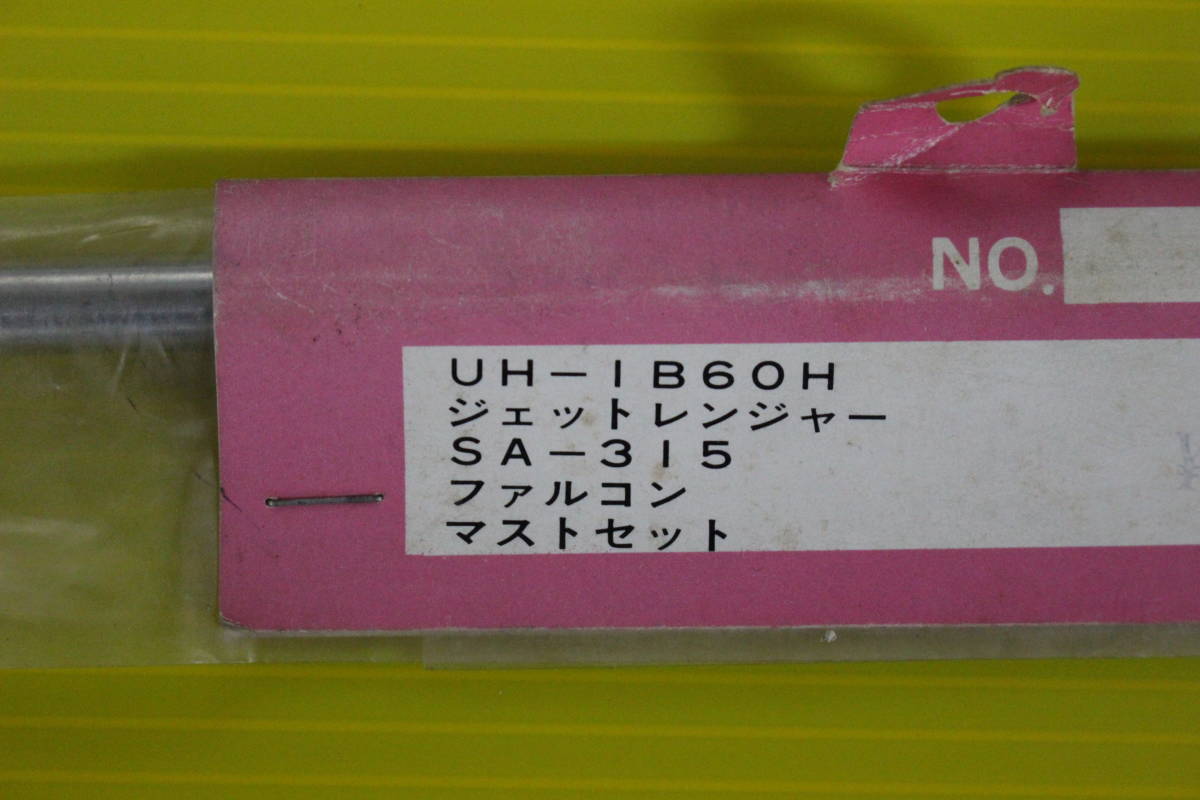 NO.
UH-1B60H
ジェットレンジャー
SA-315
ファルコン
マストセット